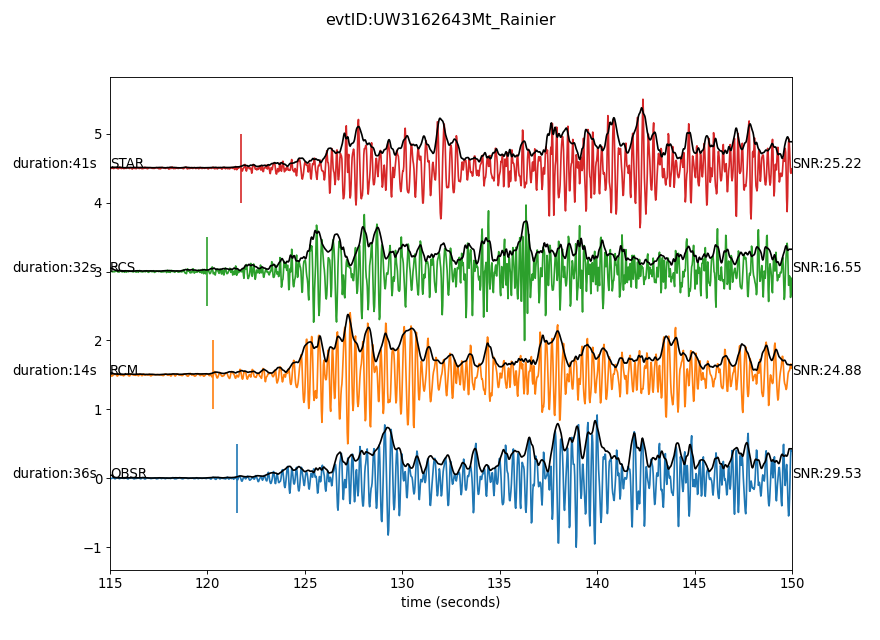 evtID:UW3162643Mt_Rainier
5
duration:41s STAR SNR:25.22
4
duration:32s RCS SNR:16.55
3
2
duration:14s RCM SNR:24.88
1
duration:36s OBSR SNR:29.53
0
−1
115 120 125 130 135 140 145 150
time (seconds)